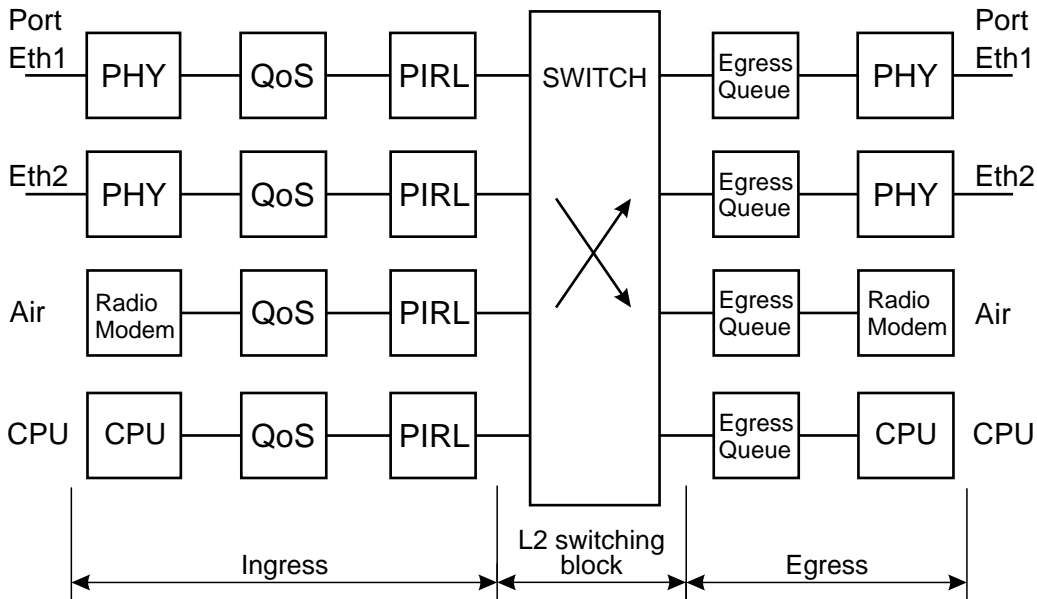 Port
Port
Eth1
PHY
QoS
PIRL
SWITCH
Egress
Queue
PHY
Eth1
Eth2
PHY
QoS
PIRL
Egress
Queue
PHY
Eth2
Air
Radio
Modem
QoS
PIRL
Egress
Queue
Radio
Modem
Air
CPU
CPU
QoS
PIRL
Egress
Queue
CPU
CPU
Ingress
L2 switching
block
Egress